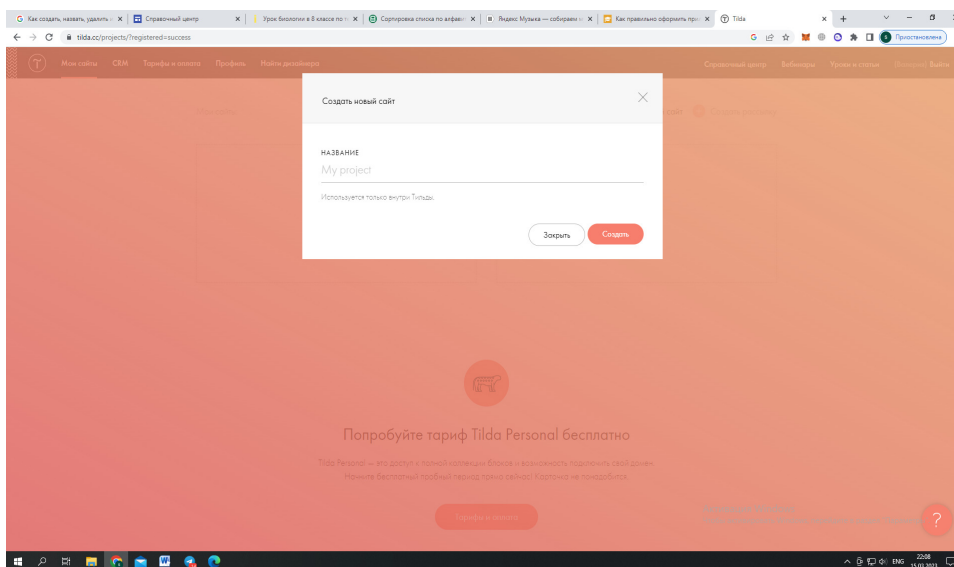 Как создать, назвать, удалить и
Справочный центр
Урок биологии в 8 классе по т
Сортировка списка по алфави
Яндекс Музыка — собираем м
Как правильно оформить при
Tilda
tilda.cc/projects/?registered=success
Приостановлена
Мои сайты CRM Тарифы и оплата Профиль Найти дизайнера
Справочный центр Вебинары Уроки и статьи Выйти
Создать новый сайт
сайт
НАЗВАНИЕ
My project
Используется только внутри Тильды.
Закрыть Создать
Попробуйте тариф Tilda Personal бесплатно
Tilda Personal — это доступ к полной коллекции блоков и возможность подключить свой домен.
Начните бесплатный пробный период прямо сейчас! Карточка не понадобится.
Тарифы и оплата
?
ENG
22:08
15.03.2023